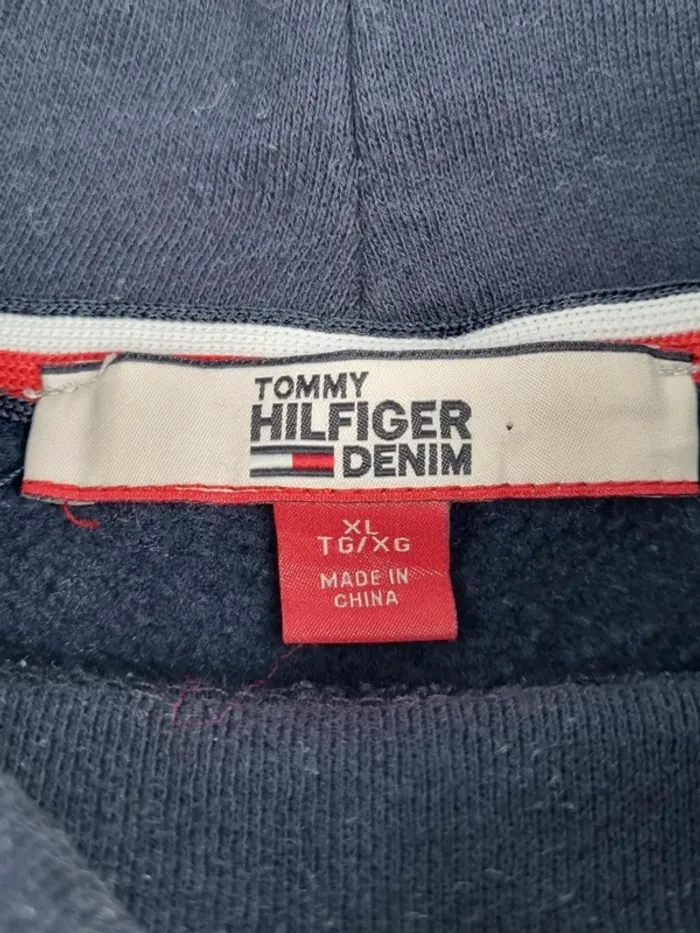 TOMMY
HILFIGER
DENIM
XL
TG/XG
MADE IN
CHINA